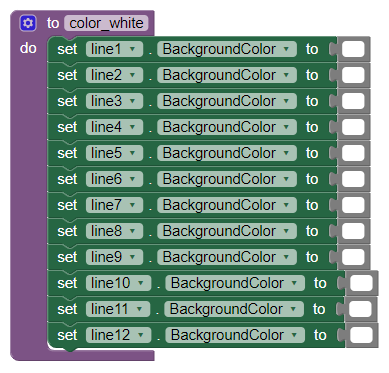 to color_white
do set line1 . BackgroundColor to
set line2 . BackgroundColor to
set line3 . BackgroundColor to
set line4 . BackgroundColor to
set line5 . BackgroundColor to
set line6 . BackgroundColor to
set line7 . BackgroundColor to
set line8 . BackgroundColor to
set line9 . BackgroundColor to
set line10 . BackgroundColor to
set line11 . BackgroundColor to
set line12 . BackgroundColor to